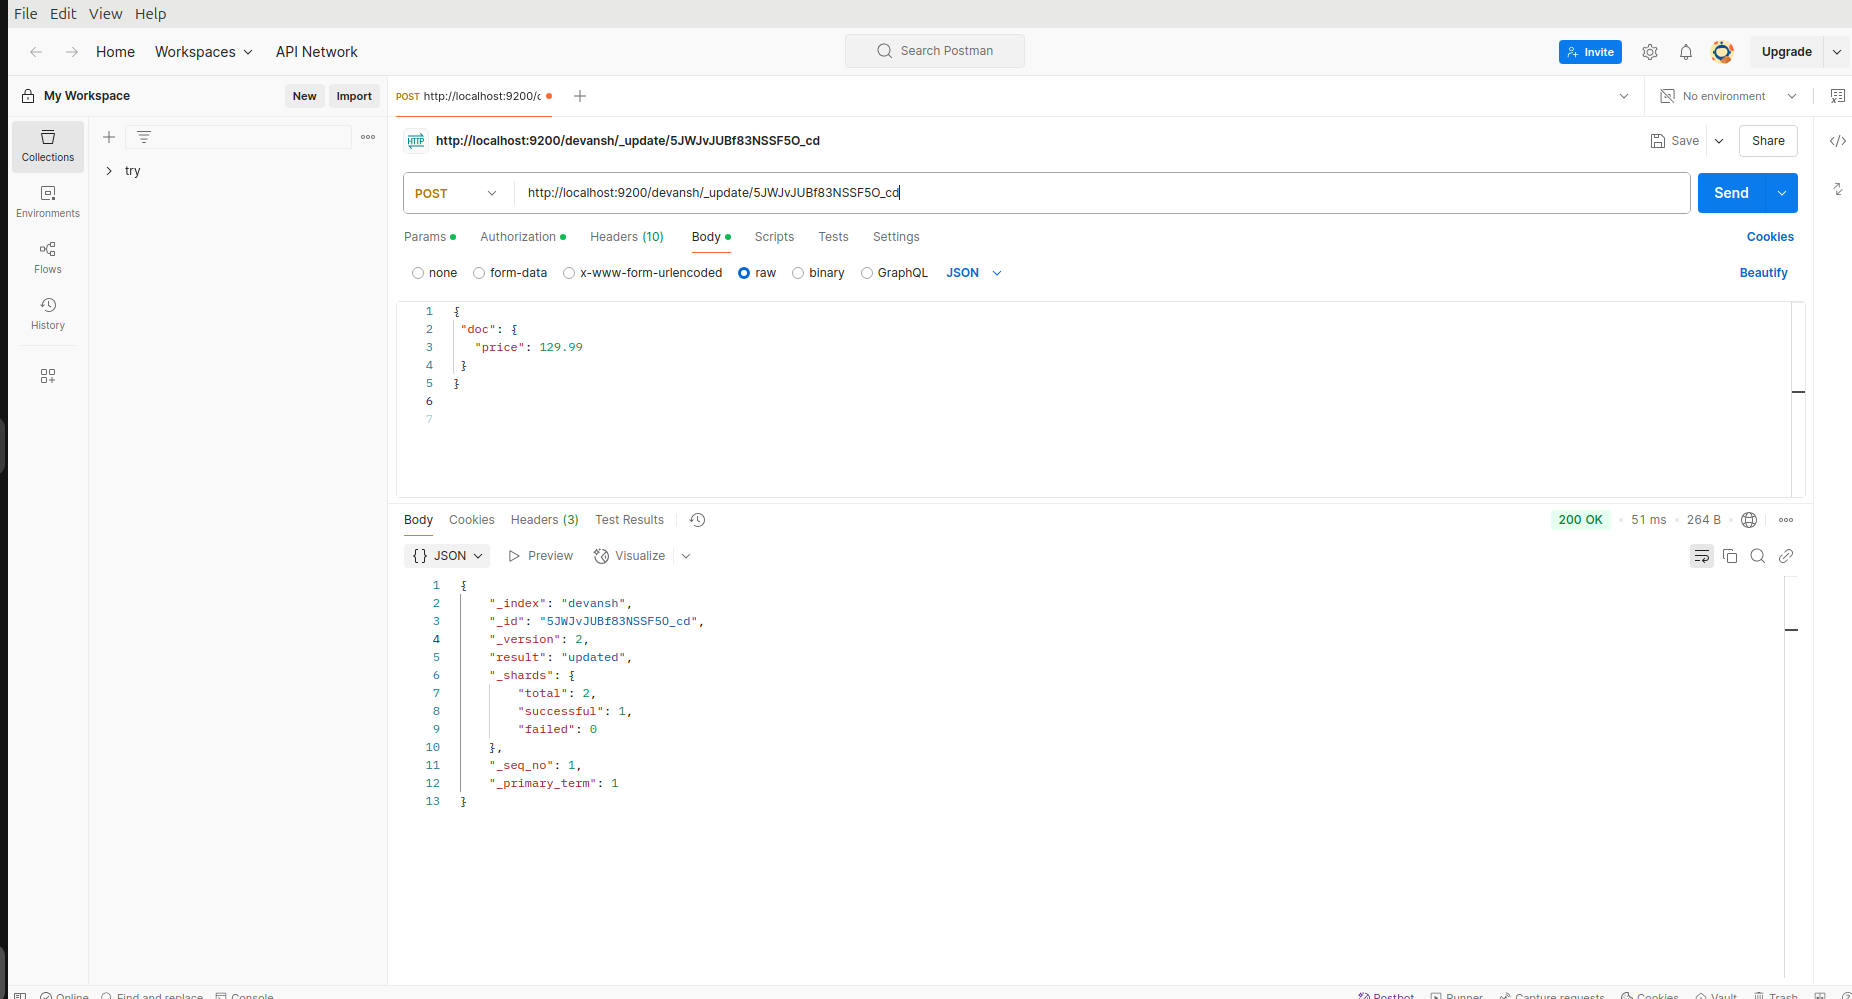 File Edit View Help
Home Workspaces API Network
Search Postman
Invite
Upgrade
My Workspace
New Import
POST http://localhost:9200/c
No environment
Collections
Environments
Flows
History
try
HTTP http://localhost:9200/devansh/_update/5JWJvJUBf83NSSF5O_cd
Save
Share
POST http://localhost:9200/devansh/_update/5JWJvJUBf83NSSF5O_cd
Send
Params Authorization Headers (10) Body Scripts Tests Settings
Cookies
none form-data x-www-form-urlencoded raw binary GraphQL JSON
Beautify
1 {
2 "doc": {
3 "price": 129.99
4 }
5 }
6
7
Body Cookies Headers (3) Test Results
200 OK • 51 ms • 264 B •
{} JSON Preview Visualize
1 {
2 "_index": "devansh",
3 "_id": "5JWJvJUBf83NSSF5O_cd",
4 "_version": 2,
5 "result": "updated",
6 "_shards": {
7 "total": 2,
8 "successful": 1,
9 "failed": 0
10 },
11 "_seq_no": 1,
12 "_primary_term": 1
13 }
Online Find and replace Console
Postbot Runner Capture requests Cookies Vault Trash